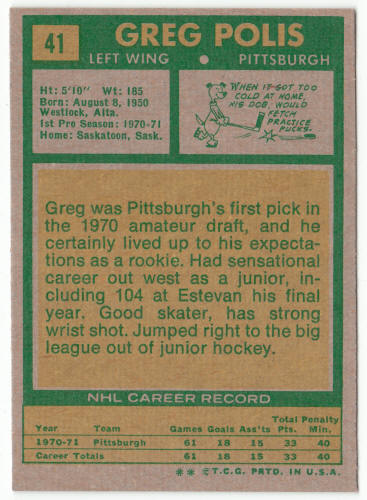 41
GREG POLIS
LEFT WING • PITTSBURGH
Ht: 5'10" Wt: 185
Born: August 8, 1950
Westlock, Alta.
1st Pro Season: 1970-71
Home: Saskatoon, Sask.
WHEN IT GOT TOO
COLD AT HOME,
HIS DOG, WOULD
FETCH
PRACTICE
PUCKS.
Greg was Pittsburgh's first pick in
the 1970 amateur draft, and he
certainly lived up to his expecta-
tions as a rookie. Had sensational
career out west as a junior, in-
cluding 104 at Estevan his final
year. Good skater, has strong
wrist shot. Jumped right to the big
league out of junior hockey.
NHL CAREER RECORD
Year Team Games Goals Ass'ts Total Pts. Penalty Min.
1970-71 Pittsburgh 61 18 15 33 40
Career Totals 61 18 15 33 40
** © T.C.G. PRTD. IN U.S.A.